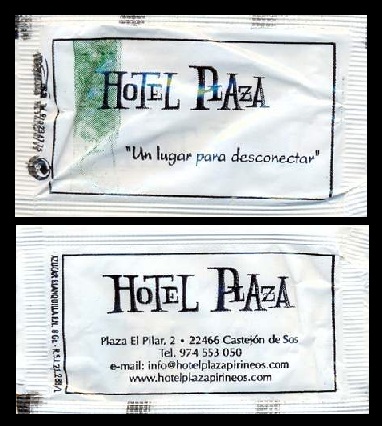 HOTEL PLAZA
"Un lugar para desconectar"
HOTEL PLAZA
Plaza El Pilar, 2 • 22466 Castejón de Sos
Tel. 974 553 050
e-mail: info@hotelplazapirineos.com
www.hotelplazapirineos.com